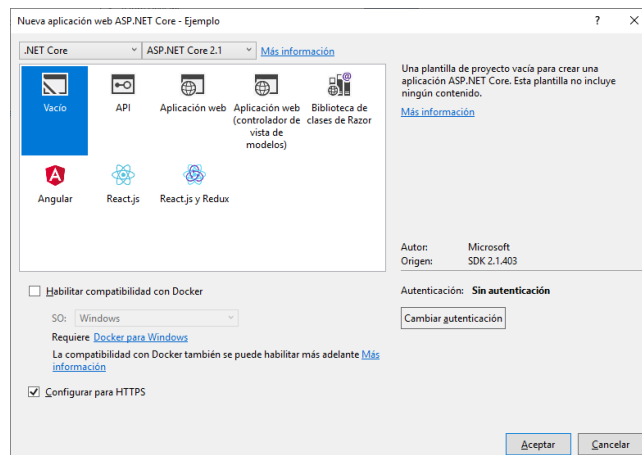 Nueva aplicación web ASP.NET Core - Ejemplo
.NET Core
ASP.NET Core 2.1
Más información
Vacío
API
Aplicación web
Aplicación web
(controlador de
vista de
modelos)
Biblioteca de
clases de Razor
Angular
React.js
React.js y Redux
Una plantilla de proyecto vacía para crear una
aplicación ASP.NET Core. Esta plantilla no incluye
ningún contenido.
Más información
Autor: Microsoft
Origen: SDK 2.1.403
Habilitar compatibilidad con Docker
SO: Windows
Requiere Docker para Windows
La compatibilidad con Docker también se puede habilitar más adelante Más
información
Configurar para HTTPS
Autenticación: Sin autenticación
Cambiar autenticación
Aceptar
Cancelar